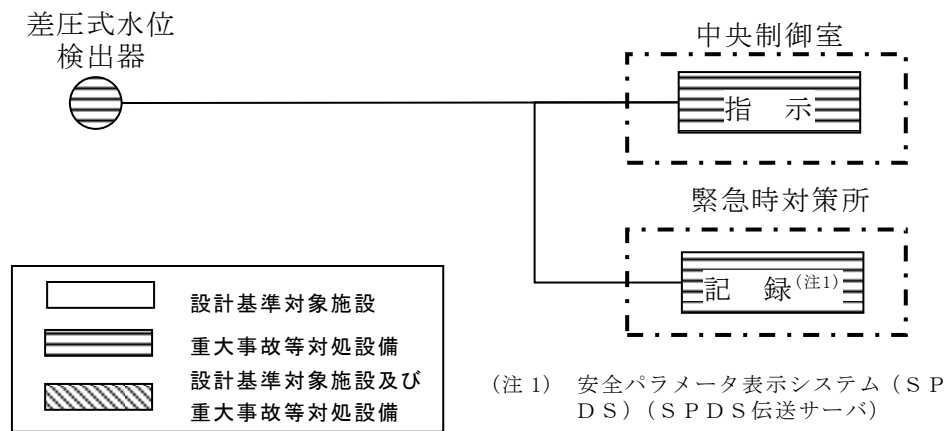 差圧式水位
検出器
中央制御室
指　示
緊急時対策所
記　録(注1)
設計基準対象施設
重大事故等対処設備
設計基準対象施設及び
重大事故等対処設備
(注 1)　安全パラメータ表示システム（ＳＰ
ＤＳ）（ＳＰＤＳ伝送サーバ）